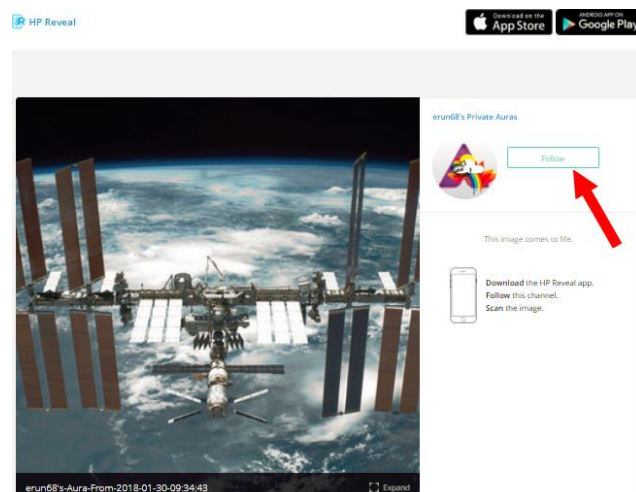 HP Reveal
Download on the
App Store
ANDROID APP ON
Google Play
erun68's Private Auras
Follow
This image comes to life.
Download the HP Reveal app.
Follow this channel.
Scan the image.
erun68's-Aura-From-2018-01-30-09:34:43
Expand